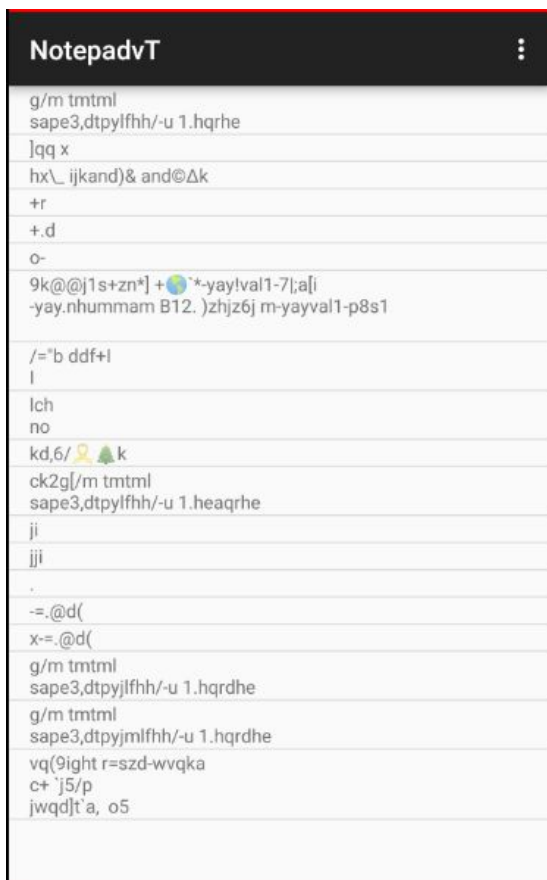 NotepadvT
g/m tmtml
sape3,dtpylfhh/-u 1.hqrhe
]qq x
hx\_ ijkand)& and©∆k
+r
+.d
o-
9k@@j1s+zn*] +🌎`*-yay!val1-7|;a[i
-yay.nhummam B12. )zhjz6j m-yayval1-p8s1
/="b ddf+l
l
lch
no
kd,6/🎗️🌲k
ck2g[/m tmtml
sape3,dtpylfhh/-u 1.heaqrhe
ji
jji
.
-=.@d(
x-=.@d(
g/m tmtml
sape3,dtpyjlfhh/-u 1.hqrdhe
g/m tmtml
sape3,dtpyjmlfhh/-u 1.hqrdhe
vq(9ight r=szd-wvqka
c+ `j5/p
jwqd]t`a,  o5